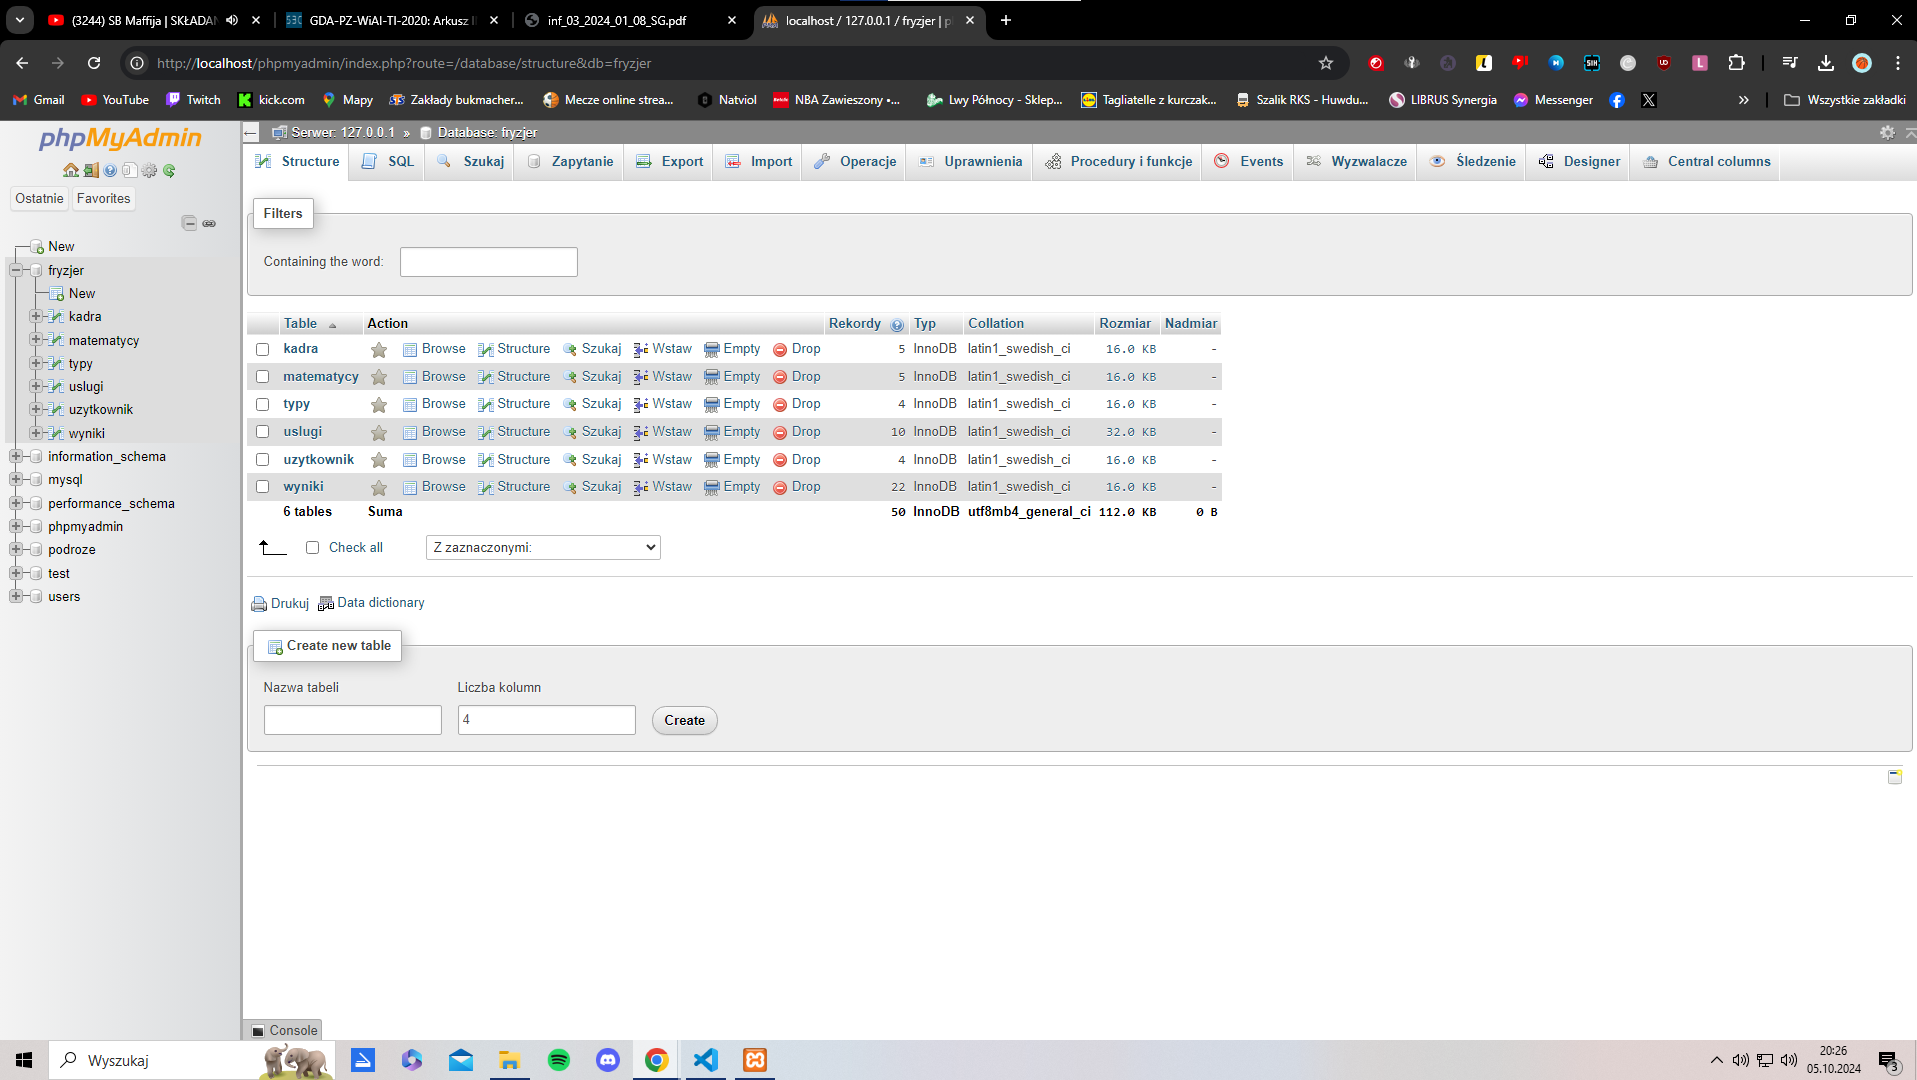 (3244) SB Maffija | SKŁADAN
GDA-PZ-WiAI-TI-2020: Arkusz II
inf_03_2024_01_08_SG.pdf
localhost / 127.0.0.1 / fryzjer | p
http://localhost/phpmyadmin/index.php?route=/database/structure&db=fryzjer
Gmail YouTube Twitch kick.com Mapy Zakłady bukmacher... Mecze online strea... Natviol NBA Zawieszony •... Lwy Północy - Sklep... Tagliatelle z kurczak... Szalik RKS - Huwdu... LIBRUS Synergia Messenger » Wszystkie zakładki
phpMyAdmin
Ostatnie Favorites
New
fryzjer
New
kadra
matematycy
typy
uslugi
uzytkownik
wyniki
information_schema
mysql
performance_schema
phpmyadmin
podroze
test
users
Serwer: 127.0.0.1 » Database: fryzjer
Structure SQL Szukaj Zapytanie Export Import Operacje Uprawnienia Procedury i funkcje Events Wyzwalacze Śledzenie Designer Central columns
Filters
Containing the word:
Table Action Rekordy Typ Collation Rozmiar Nadmiar
kadra Browse Structure Szukaj Wstaw Empty Drop 5 InnoDB latin1_swedish_ci 16.0 KB -
matematycy Browse Structure Szukaj Wstaw Empty Drop 5 InnoDB latin1_swedish_ci 16.0 KB -
typy Browse Structure Szukaj Wstaw Empty Drop 4 InnoDB latin1_swedish_ci 16.0 KB -
uslugi Browse Structure Szukaj Wstaw Empty Drop 10 InnoDB latin1_swedish_ci 32.0 KB -
uzytkownik Browse Structure Szukaj Wstaw Empty Drop 4 InnoDB latin1_swedish_ci 16.0 KB -
wyniki Browse Structure Szukaj Wstaw Empty Drop 22 InnoDB latin1_swedish_ci 16.0 KB -
6 tables Suma 50 InnoDB utf8mb4_general_ci 112.0 KB 0 B
Check all Z zaznaczonymi:
Drukuj Data dictionary
Create new table
Nazwa tabeli Liczba kolumn
4 Create
Console
Wyszukaj
20:26
05.10.2024
3